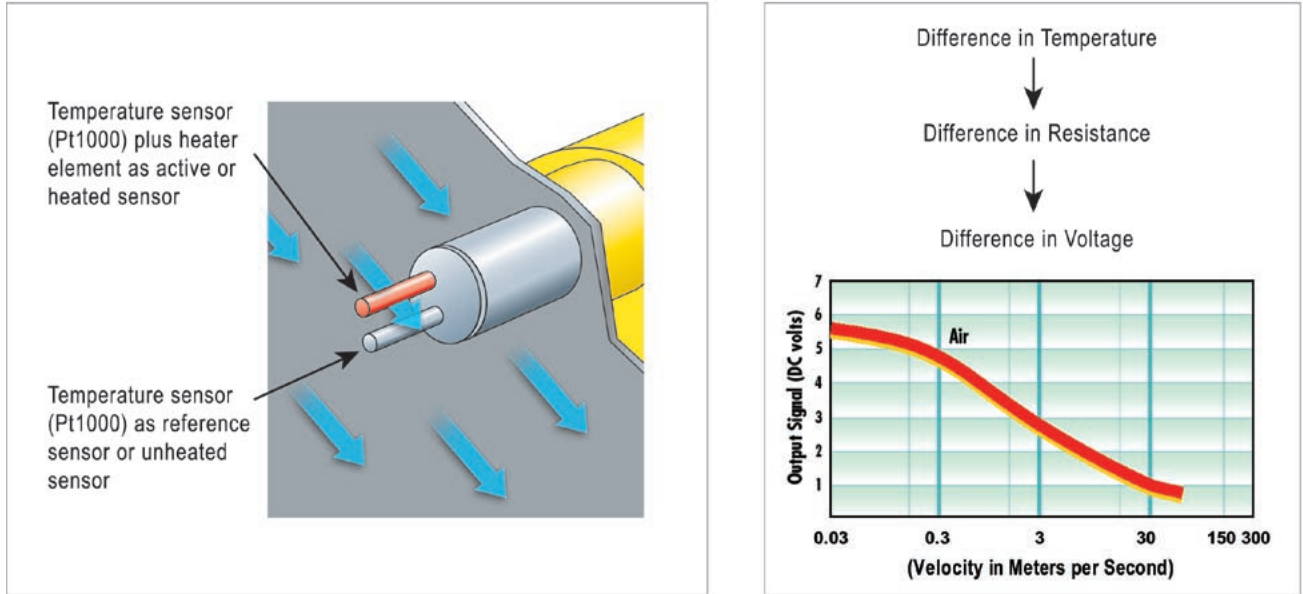 Temperature sensor
(Pt1000) plus heater
element as active or
heated sensor
Temperature sensor
(Pt1000) as reference
sensor or unheated
sensor
Difference in Temperature
Difference in Resistance
Difference in Voltage
Output Signal (DC volts)
7
6
5
4
3
2
1
Air
0.03 0.3 3 30 150 300
(Velocity in Meters per Second)